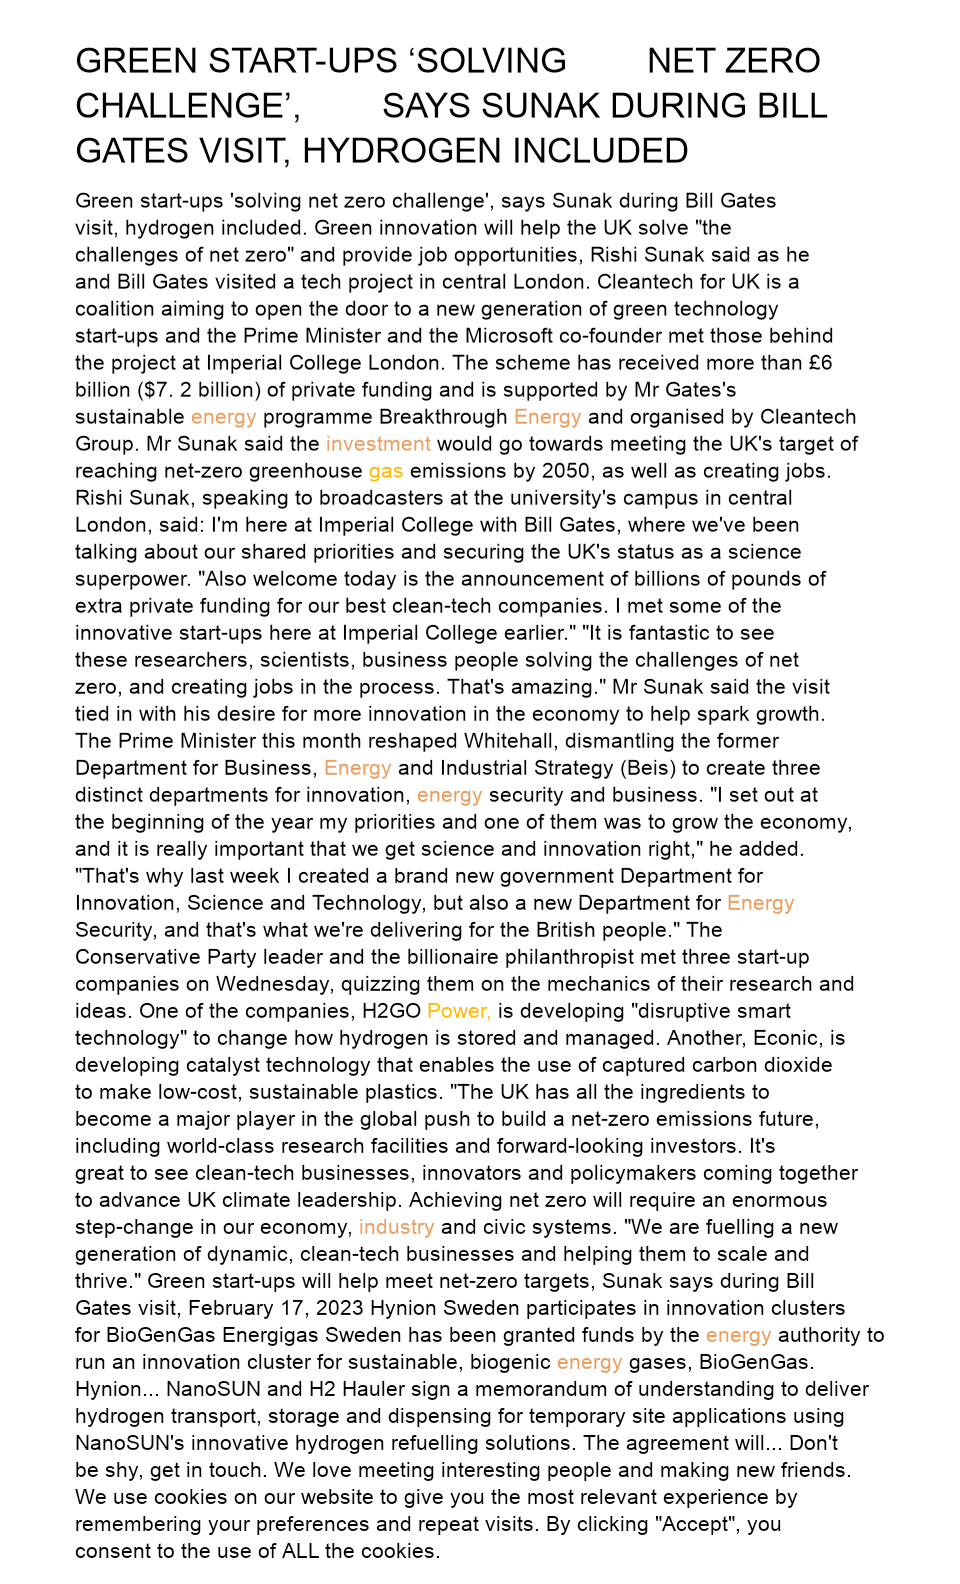 GREEN START-UPS ‘SOLVING NET ZERO
CHALLENGE’, SAYS SUNAK DURING BILL
GATES VISIT, HYDROGEN INCLUDED
Green start-ups 'solving net zero challenge', says Sunak during Bill Gates
visit, hydrogen included. Green innovation will help the UK solve "the
challenges of net zero" and provide job opportunities, Rishi Sunak said as he
and Bill Gates visited a tech project in central London. Cleantech for UK is a
coalition aiming to open the door to a new generation of green technology
start-ups and the Prime Minister and the Microsoft co-founder met those behind
the project at Imperial College London. The scheme has received more than £6
billion ($7. 2 billion) of private funding and is supported by Mr Gates's
sustainable energy programme Breakthrough Energy and organised by Cleantech
Group. Mr Sunak said the investment would go towards meeting the UK's target of
reaching net-zero greenhouse gas emissions by 2050, as well as creating jobs.
Rishi Sunak, speaking to broadcasters at the university's campus in central
London, said: I'm here at Imperial College with Bill Gates, where we've been
talking about our shared priorities and securing the UK's status as a science
superpower. "Also welcome today is the announcement of billions of pounds of
extra private funding for our best clean-tech companies. I met some of the
innovative start-ups here at Imperial College earlier." "It is fantastic to see
these researchers, scientists, business people solving the challenges of net
zero, and creating jobs in the process. That's amazing." Mr Sunak said the visit
tied in with his desire for more innovation in the economy to help spark growth.
The Prime Minister this month reshaped Whitehall, dismantling the former
Department for Business, Energy and Industrial Strategy (Beis) to create three
distinct departments for innovation, energy security and business. "I set out at
the beginning of the year my priorities and one of them was to grow the economy,
and it is really important that we get science and innovation right," he added.
"That's why last week I created a brand new government Department for
Innovation, Science and Technology, but also a new Department for Energy
Security, and that's what we're delivering for the British people." The
Conservative Party leader and the billionaire philanthropist met three start-up
companies on Wednesday, quizzing them on the mechanics of their research and
ideas. One of the companies, H2GO Power, is developing "disruptive smart
technology" to change how hydrogen is stored and managed. Another, Econic, is
developing catalyst technology that enables the use of captured carbon dioxide
to make low-cost, sustainable plastics. "The UK has all the ingredients to
become a major player in the global push to build a net-zero emissions future,
including world-class research facilities and forward-looking investors. It's
great to see clean-tech businesses, innovators and policymakers coming together
to advance UK climate leadership. Achieving net zero will require an enormous
step-change in our economy, industry and civic systems. "We are fuelling a new
generation of dynamic, clean-tech businesses and helping them to scale and
thrive." Green start-ups will help meet net-zero targets, Sunak says during Bill
Gates visit, February 17, 2023 Hynion Sweden participates in innovation clusters
for BioGenGas Energigas Sweden has been granted funds by the energy authority to
run an innovation cluster for sustainable, biogenic energy gases, BioGenGas.
Hynion... NanoSUN and H2 Hauler sign a memorandum of understanding to deliver
hydrogen transport, storage and dispensing for temporary site applications using
NanoSUN's innovative hydrogen refuelling solutions. The agreement will... Don't
be shy, get in touch. We love meeting interesting people and making new friends.
We use cookies on our website to give you the most relevant experience by
remembering your preferences and repeat visits. By clicking "Accept", you
consent to the use of ALL the cookies.